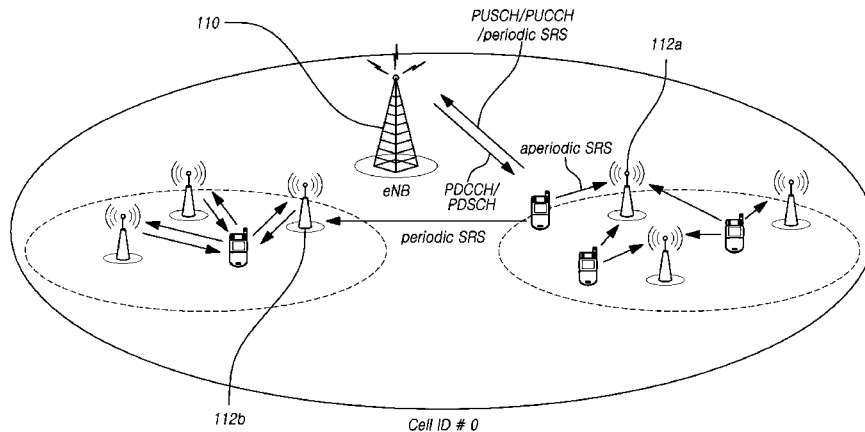 110
PUSCH/PUCCH
/periodic SRS
112a
aperiodic SRS
PDCCH/
PDSCH
eNB
periodic SRS
112b
Cell ID # 0